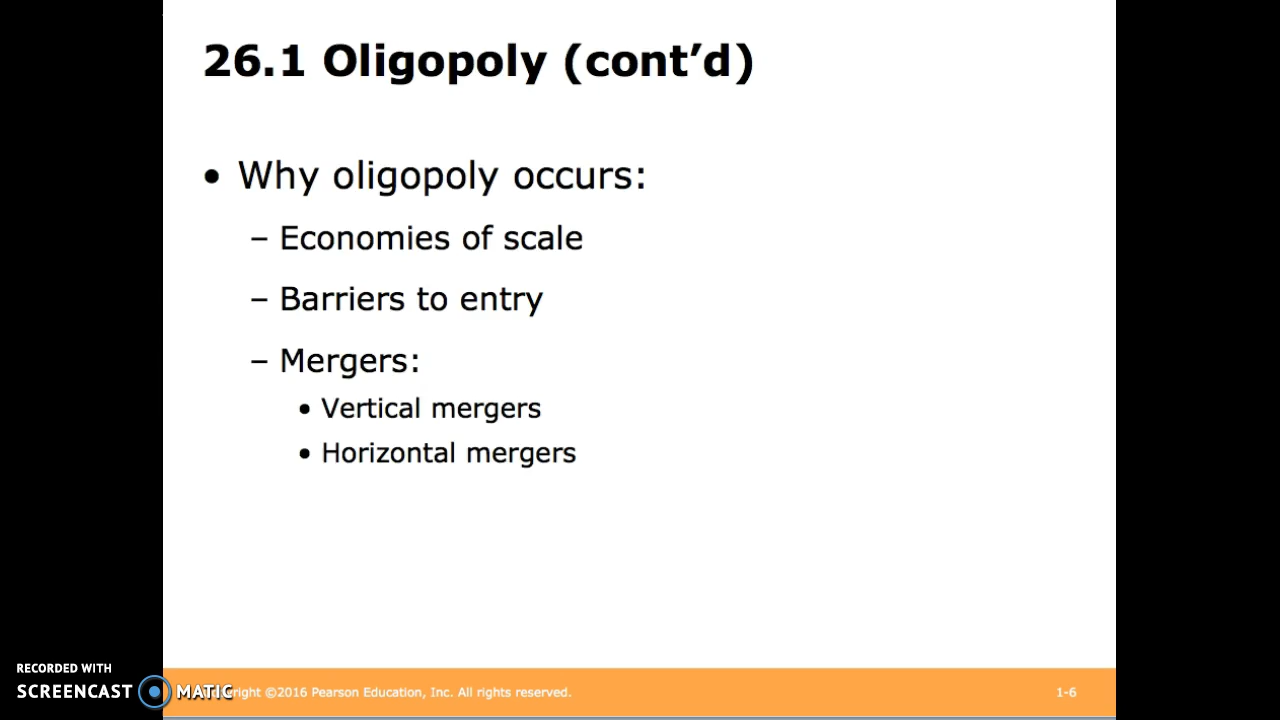 26.1 Oligopoly (cont’d)
• Why oligopoly occurs:
– Economies of scale
– Barriers to entry
– Mergers:
• Vertical mergers
• Horizontal mergers
RECORDED WITH
SCREENCAST MATIC
right ©2016 Pearson Education, Inc. All rights reserved.
1-6